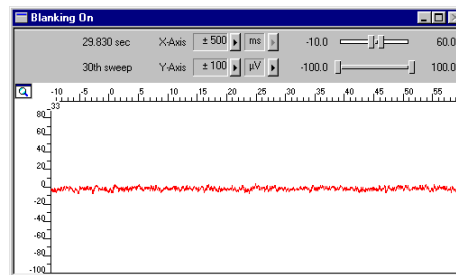 Blanking On
29.830 sec X-Axis ± 500 ms -10.0 60.0
30th sweep Y-Axis ± 100 µV -100.0 100.0
-10 -5 0 5 10 15 20 25 30 35 40 45 50 55
-33
80
60
40
20
0
-20
-40
-60
-80
-100